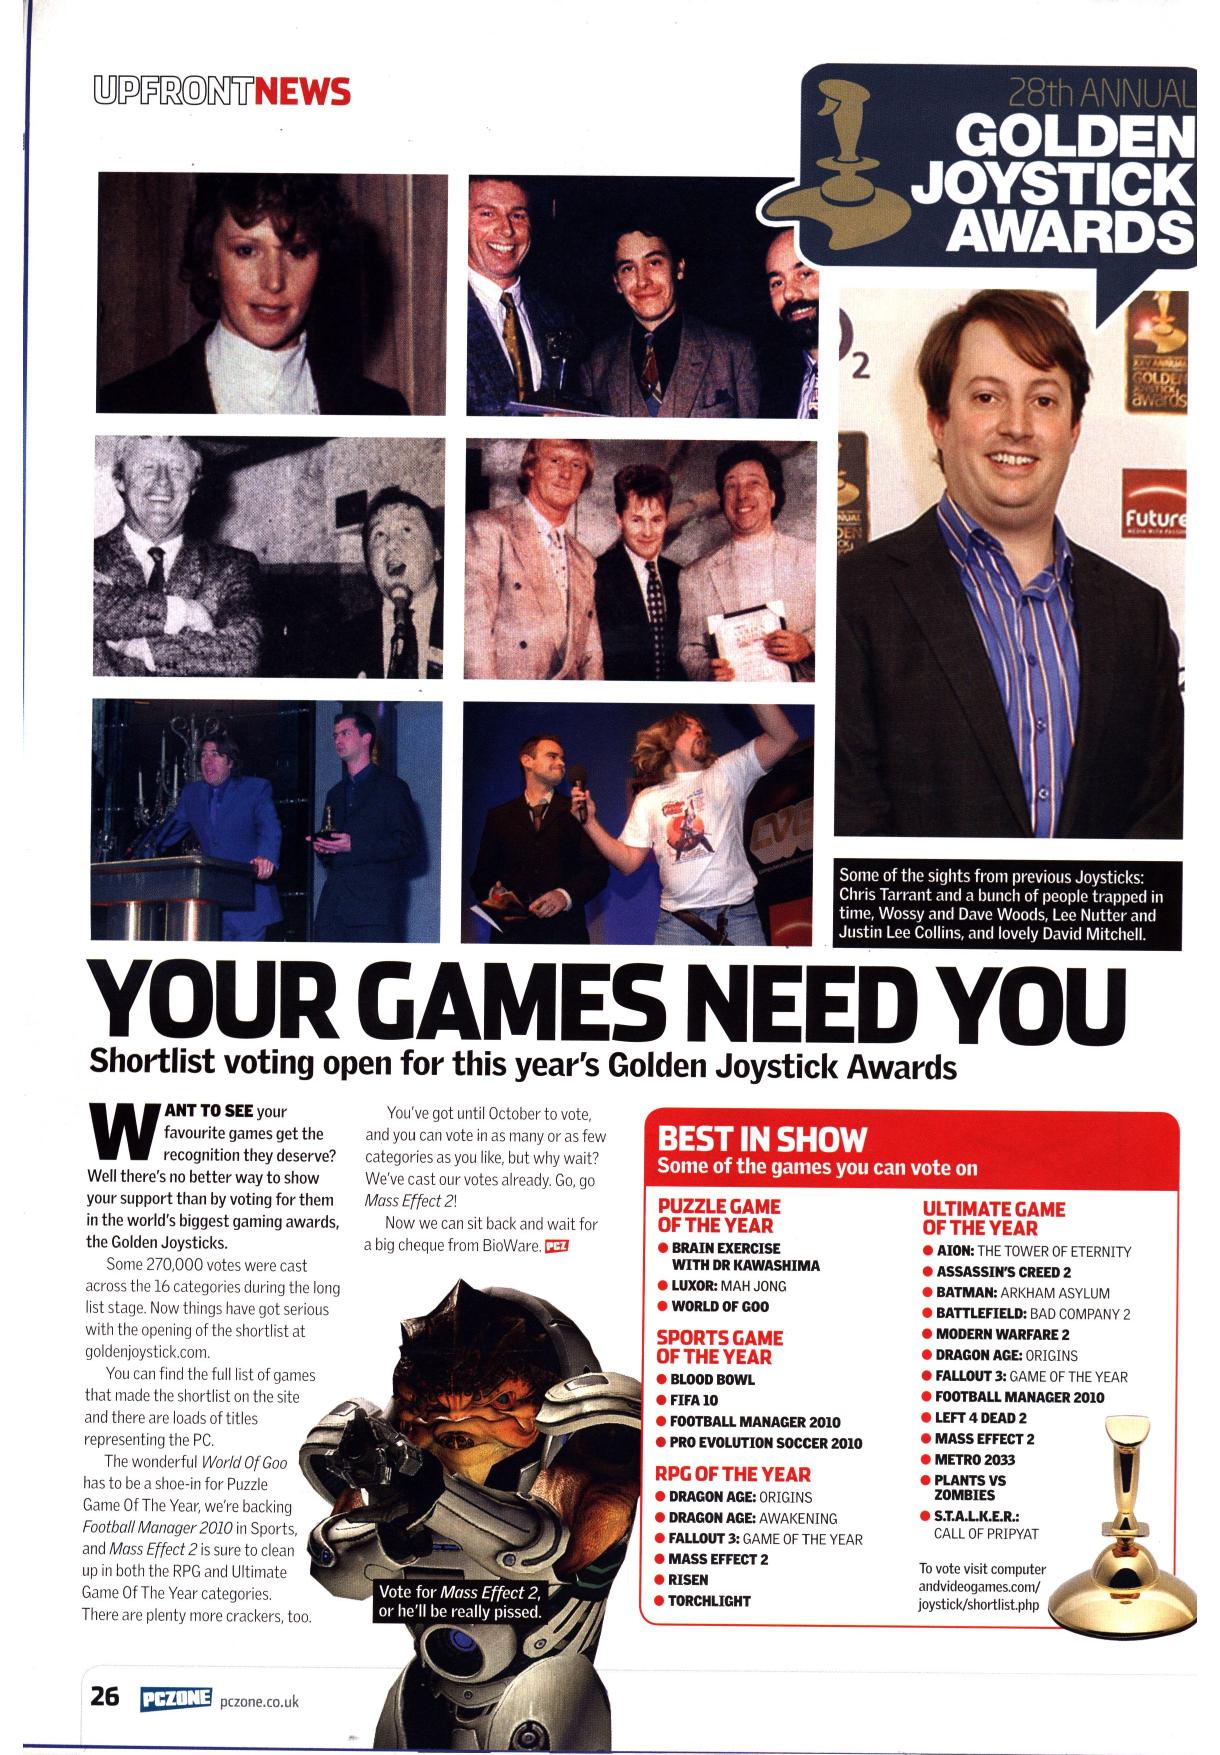 UPFRONTNEWS
28th ANNUAL
GOLDEN
JOYSTICK
AWARDS
O2
GOLDEN
awards
Future
Some of the sights from previous Joysticks:
Chris Tarrant and a bunch of people trapped in
time, Wossy and Dave Woods, Lee Nutter and
Justin Lee Collins, and lovely David Mitchell.
YOUR GAMES NEED YOU
Shortlist voting open for this year's Golden Joystick Awards
WANT TO SEE your
favourite games get the
recognition they deserve?
Well there's no better way to show
your support than by voting for them
in the world's biggest gaming awards,
the Golden Joysticks.
Some 270,000 votes were cast
across the 16 categories during the long
list stage. Now things have got serious
with the opening of the shortlist at
goldenjoystick.com.
You can find the full list of games
that made the shortlist on the site
and there are loads of titles
representing the PC.
The wonderful World Of Goo
has to be a shoe-in for Puzzle
Game Of The Year, we're backing
Football Manager 2010 in Sports,
and Mass Effect 2 is sure to clean
up in both the RPG and Ultimate
Game Of The Year categories.
There are plenty more crackers, too.
You've got until October to vote,
and you can vote in as many or as few
categories as you like, but why wait?
We've cast our votes already. Go, go
Mass Effect 2!
Now we can sit back and wait for
a big cheque from BioWare. PCZ
Vote for Mass Effect 2,
or he'll be really pissed.
BEST IN SHOW
Some of the games you can vote on
PUZZLE GAME
OF THE YEAR
● BRAIN EXERCISE
WITH DR KAWASHIMA
● LUXOR: MAH JONG
● WORLD OF GOO
SPORTS GAME
OF THE YEAR
● BLOOD BOWL
● FIFA 10
● FOOTBALL MANAGER 2010
● PRO EVOLUTION SOCCER 2010
RPG OF THE YEAR
● DRAGON AGE: ORIGINS
● DRAGON AGE: AWAKENING
● FALLOUT 3: GAME OF THE YEAR
● MASS EFFECT 2
● RISEN
● TORCHLIGHT
ULTIMATE GAME
OF THE YEAR
● AION: THE TOWER OF ETERNITY
● ASSASSIN'S CREED 2
● BATMAN: ARKHAM ASYLUM
● BATTLEFIELD: BAD COMPANY 2
● MODERN WARFARE 2
● DRAGON AGE: ORIGINS
● FALLOUT 3: GAME OF THE YEAR
● FOOTBALL MANAGER 2010
● LEFT 4 DEAD 2
● MASS EFFECT 2
● METRO 2033
● PLANTS VS
ZOMBIES
● S.T.A.L.K.E.R.:
CALL OF PRIPYAT
To vote visit computer
andvideogames.com/
joystick/shortlist.php
26 PCZONE pczone.co.uk